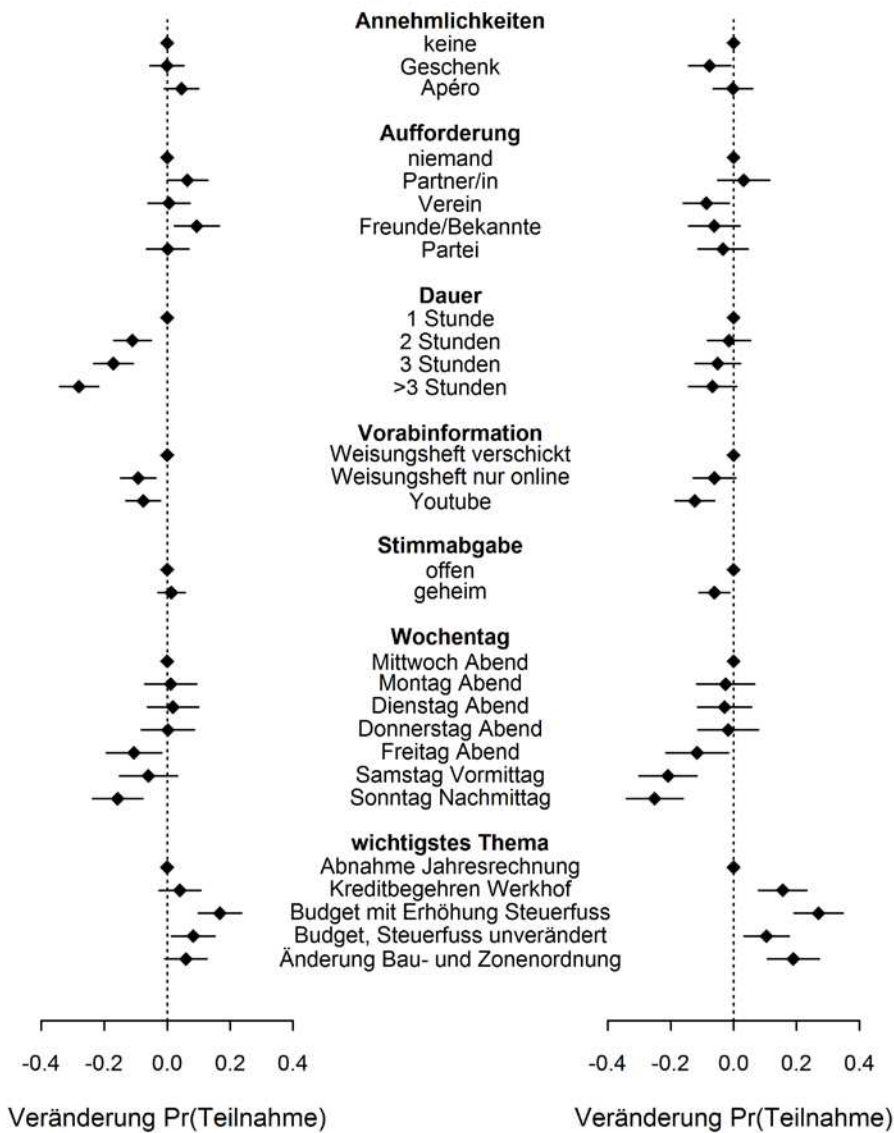 Annehmlichkeiten
keine
Geschenk
Apéro
Aufforderung
niemand
Partner/in
Verein
Freunde/Bekannte
Partei
Dauer
1 Stunde
2 Stunden
3 Stunden
>3 Stunden
Vorabinformation
Weisungsheft verschickt
Weisungsheft nur online
Youtube
Stimmabgabe
offen
geheim
Wochentag
Mittwoch Abend
Montag Abend
Dienstag Abend
Donnerstag Abend
Freitag Abend
Samstag Vormittag
Sonntag Nachmittag
wichtigstes Thema
Abnahme Jahresrechnung
Kreditbegehren Werkhof
Budget mit Erhöhung Steuerfuss
Budget, Steuerfuss unverändert
Änderung Bau- und Zonenordnung
-0.4 -0.2 0.0 0.2 0.4 -0.4 -0.2 0.0 0.2 0.4
Veränderung Pr(Teilnahme) Veränderung Pr(Teilnahme)